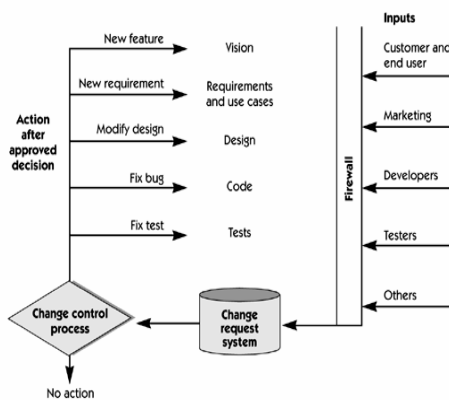 Inputs
New feature
Vision
Customer and
end user
New requirement
Requirements
and use cases
Action
after
approved
decision
Marketing
Modify design
Design
Firewall
Fix bug
Code
Developers
Fix test
Tests
Testers
Others
Change control
process
Change
request
system
No action